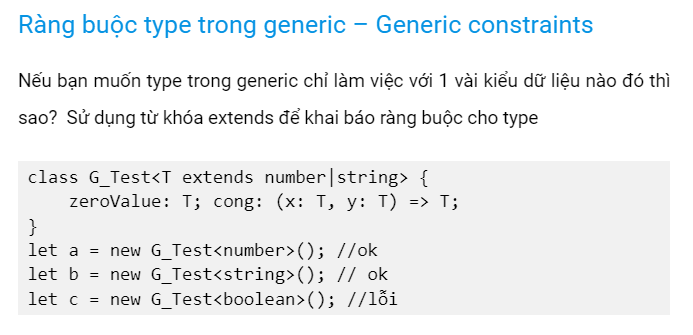 Ràng buộc type trong generic – Generic constraints
Nếu bạn muốn type trong generic chỉ làm việc với 1 vài kiểu dữ liệu nào đó thì
sao?  Sử dụng từ khóa extends để khai báo ràng buộc cho type
class G_Test<T extends number|string> {
    zeroValue: T; cong: (x: T, y: T) => T;
}
let a = new G_Test<number>(); //ok
let b = new G_Test<string>(); // ok
let c = new G_Test<boolean>(); //lỗi